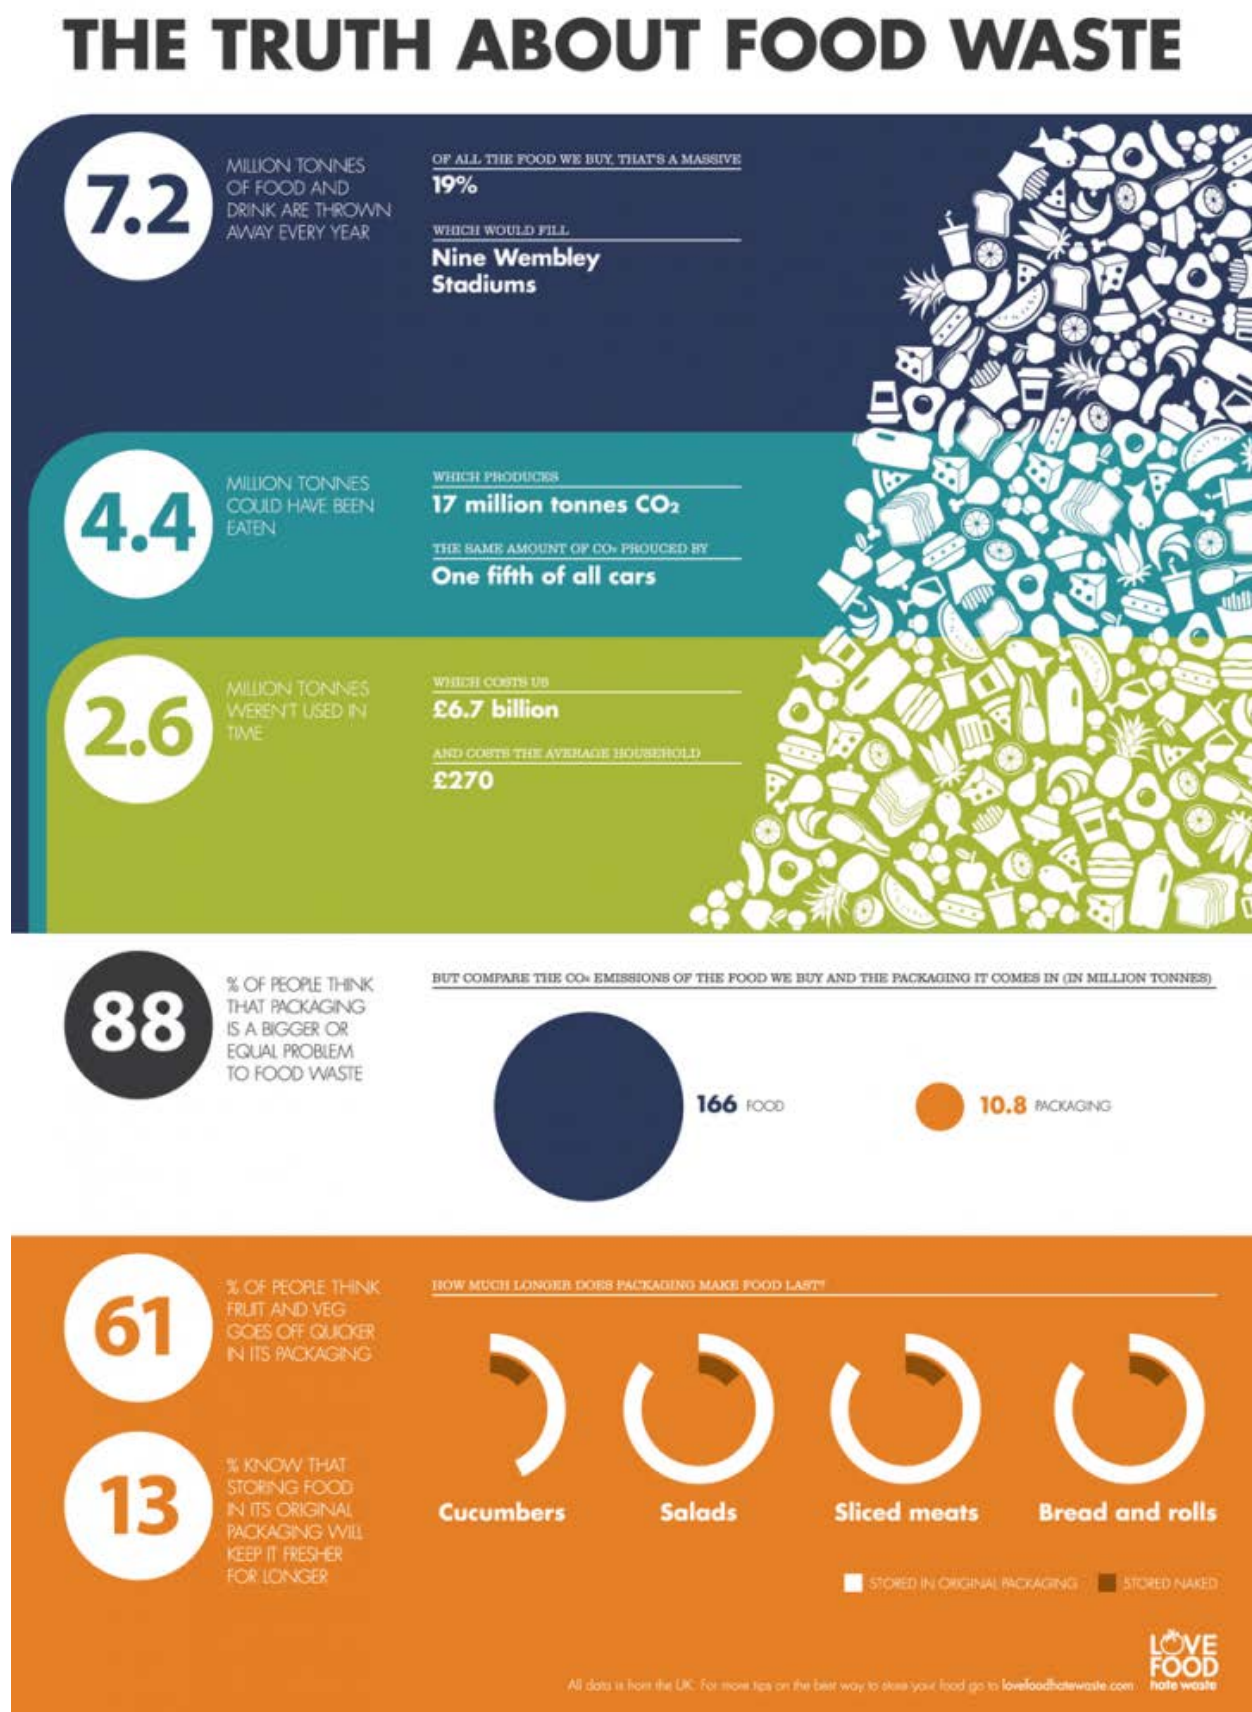 THE TRUTH ABOUT FOOD WASTE
7.2
MILLION TONNES
OF FOOD AND
DRINK ARE THROWN
AWAY EVERY YEAR
OF ALL THE FOOD WE BUY, THAT'S A MASSIVE
19%
WHICH WOULD FILL
Nine Wembley
Stadiums
4.4
MILLION TONNES
COULD HAVE BEEN
EATEN
WHICH PRODUCES
17 million tonnes CO₂
THE SAME AMOUNT OF CO₂ PROUCED BY
One fifth of all cars
2.6
MILLION TONNES
WEREN'T USED IN
TIME
WHICH COSTS US
£6.7 billion
AND COSTS THE AVERAGE HOUSEHOLD
£270
88
% OF PEOPLE THINK
THAT PACKAGING
IS A BIGGER OR
EQUAL PROBLEM
TO FOOD WASTE
BUT COMPARE THE CO₂ EMISSIONS OF THE FOOD WE BUY AND THE PACKAGING IT COMES IN (IN MILLION TONNES)
166 FOOD
10.8 PACKAGING
61
% OF PEOPLE THINK
FRUIT AND VEG
GOES OFF QUICKER
IN ITS PACKAGING
HOW MUCH LONGER DOES PACKAGING MAKE FOOD LAST?
Cucumbers
Salads
Sliced meats
Bread and rolls
13
% KNOW THAT
STORING FOOD
IN ITS ORIGINAL
PACKAGING WILL
KEEP IT FRESHER
FOR LONGER
STORED IN ORIGINAL PACKAGING
STORED NAKED
LOVE
FOOD
hate waste
All data is from the UK. For more tips on the best way to store your food go to lovefoodhatewaste.com